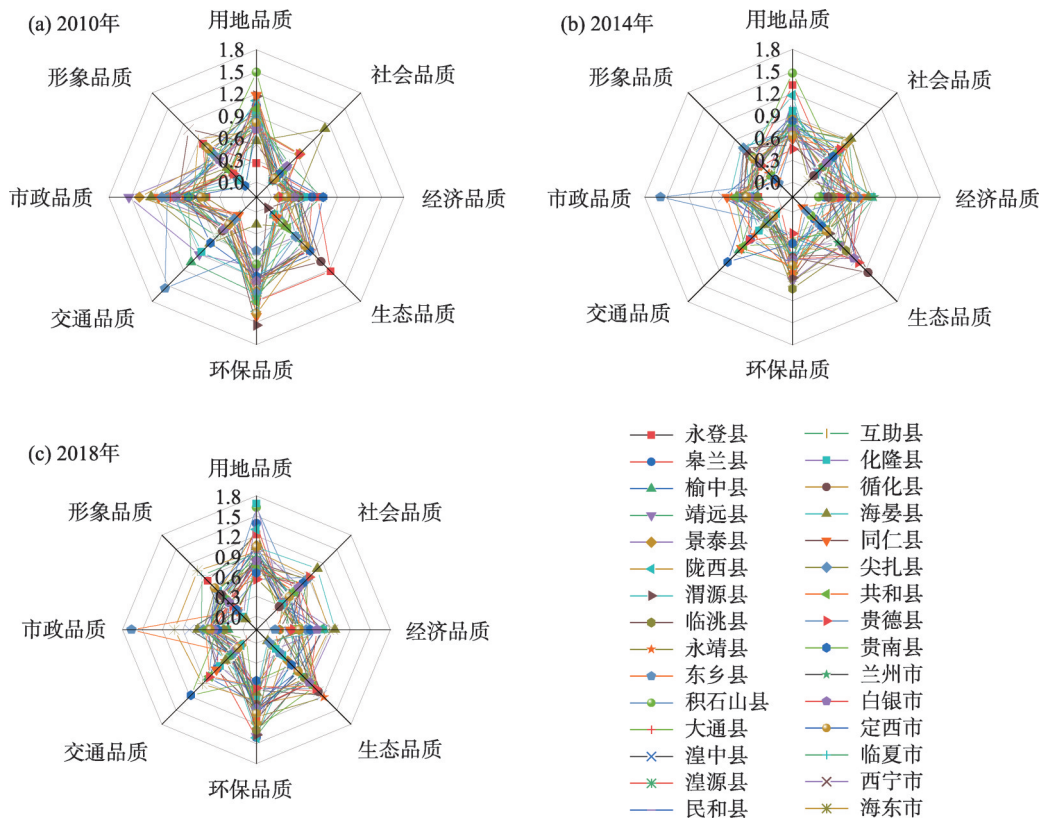 (a) 2010年
用地品质
社会品质
经济品质
生态品质
环保品质
交通品质
市政品质
形象品质
1.8
1.5
1.2
0.9
0.6
0.3
0.0
(b) 2014年
用地品质
社会品质
经济品质
生态品质
环保品质
交通品质
市政品质
形象品质
1.8
1.5
1.2
0.9
0.6
0.3
0.0
(c) 2018年
用地品质
社会品质
经济品质
生态品质
环保品质
交通品质
市政品质
形象品质
1.8
1.5
1.2
0.9
0.6
0.3
0.0
永登县
皋兰县
榆中县
靖远县
景泰县
陇西县
渭源县
临洮县
永靖县
东乡县
积石山县
大通县
湟中县
湟源县
民和县
互助县
化隆县
循化县
海晏县
同仁县
尖扎县
共和县
贵德县
贵南县
兰州市
白银市
定西市
临夏市
西宁市
海东市